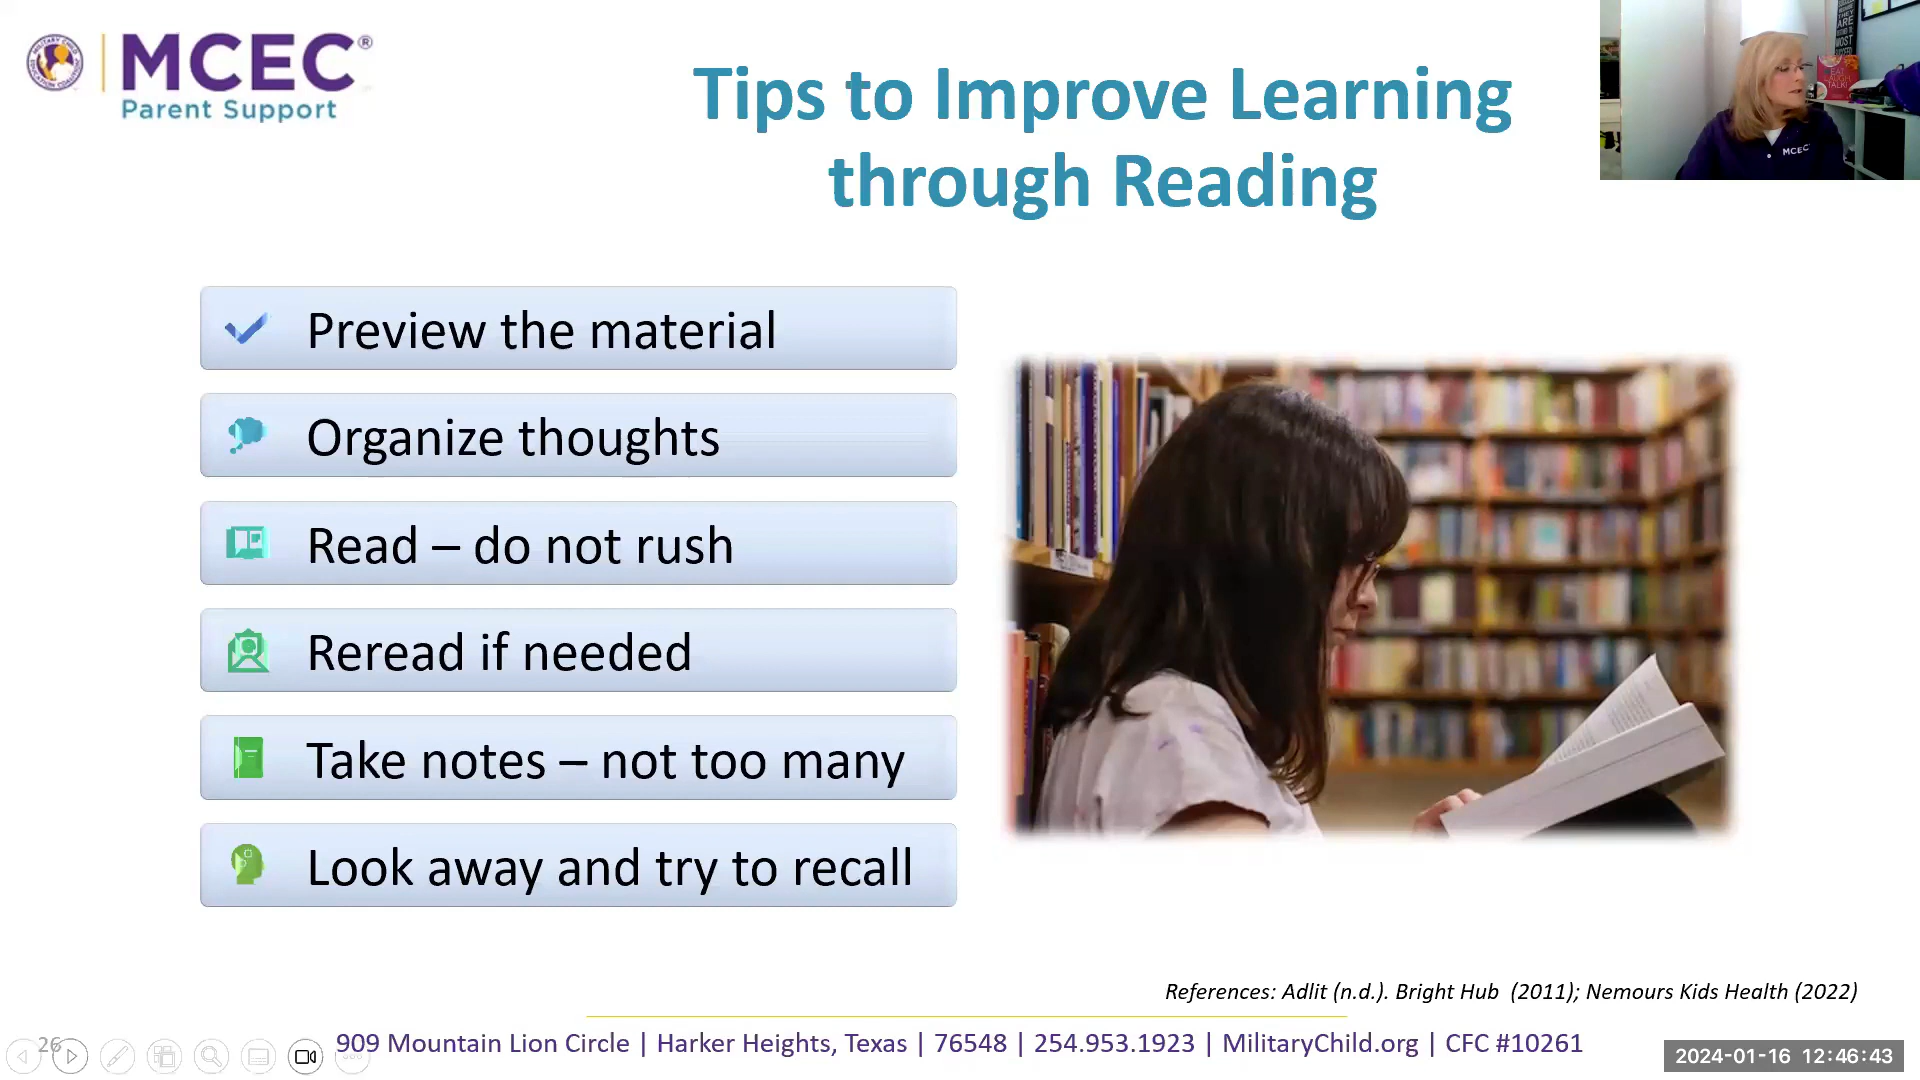 MCEC®
Parent Support
Tips to Improve Learning
through Reading
MCEC
Preview the material
Organize thoughts
Read – do not rush
Reread if needed
Take notes – not too many
Look away and try to recall
References: Adlit (n.d.). Bright Hub (2011); Nemours Kids Health (2022)
26
909 Mountain Lion Circle | Harker Heights, Texas | 76548 | 254.953.1923 | MilitaryChild.org | CFC #10261
2024-01-16 12:46:43